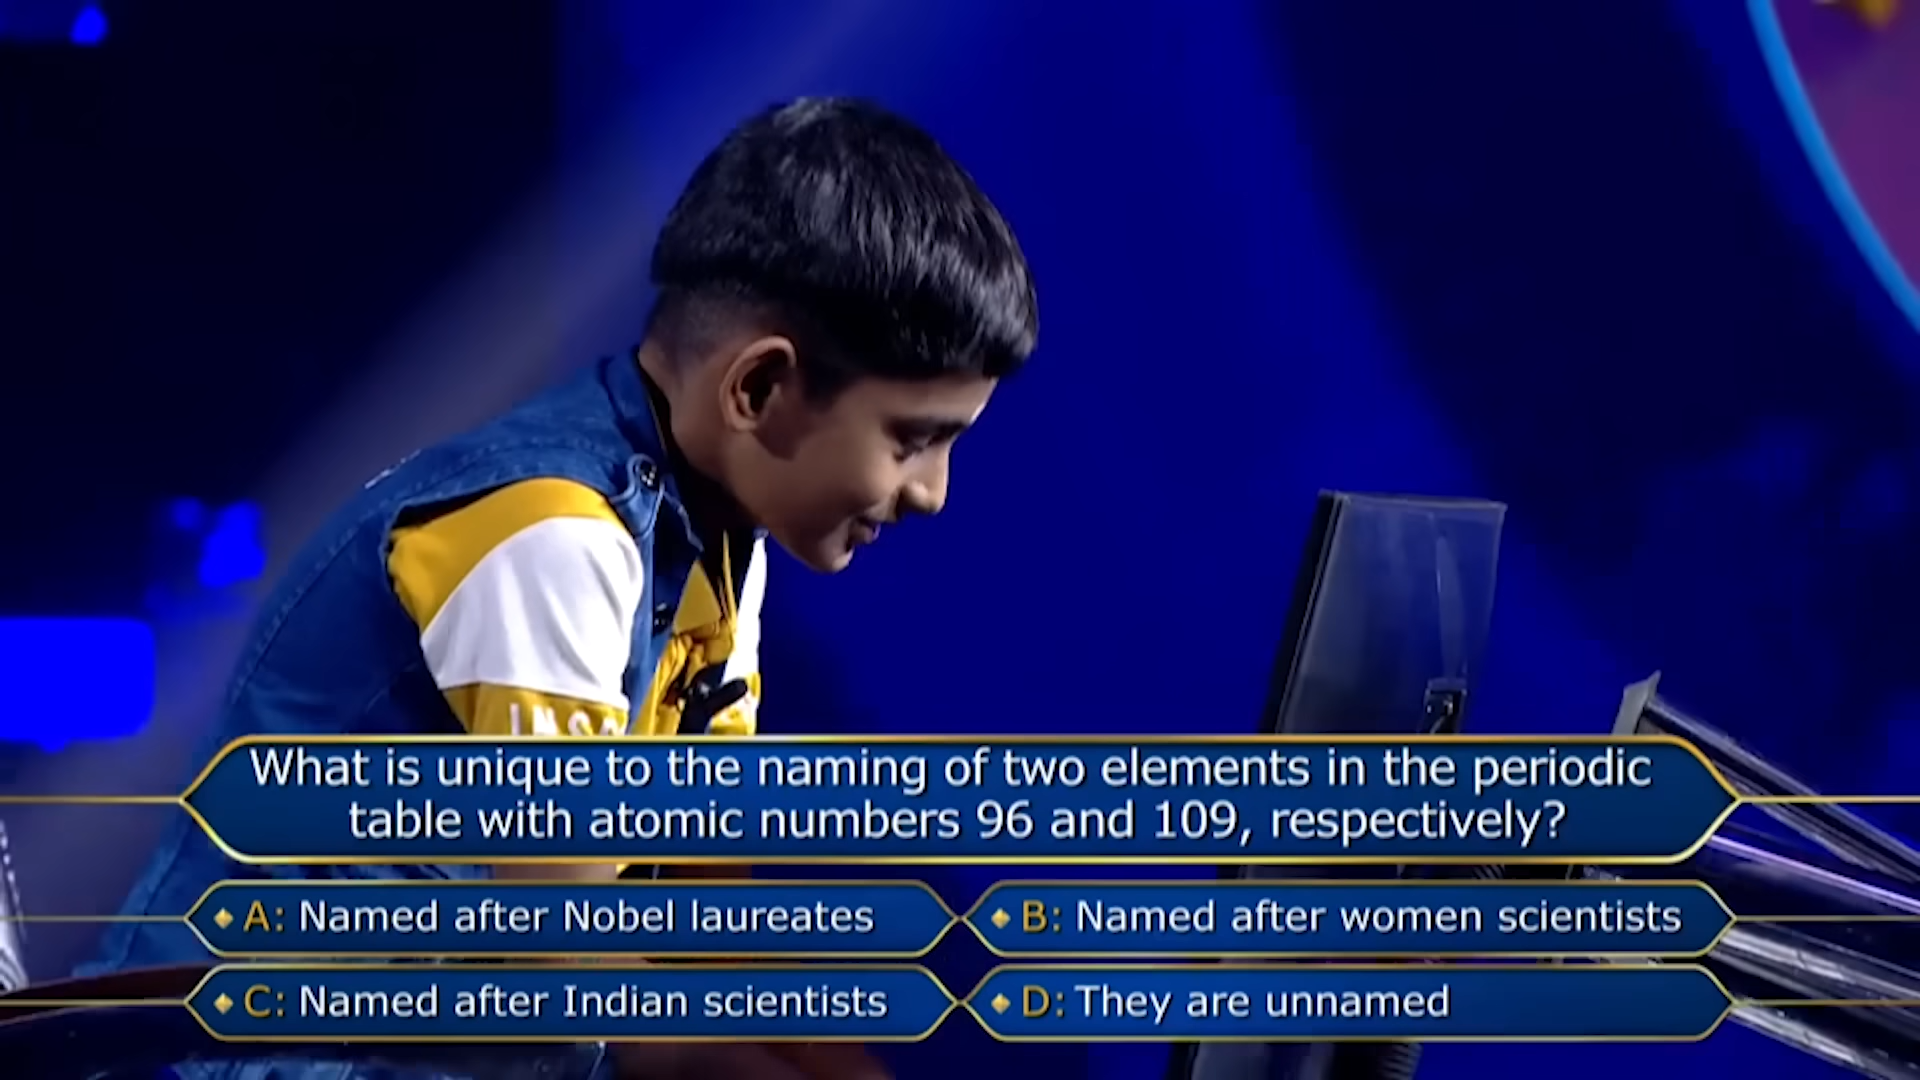 What is unique to the naming of two elements in the periodic
table with atomic numbers 96 and 109, respectively?
A: Named after Nobel laureates
B: Named after women scientists
C: Named after Indian scientists
D: They are unnamed